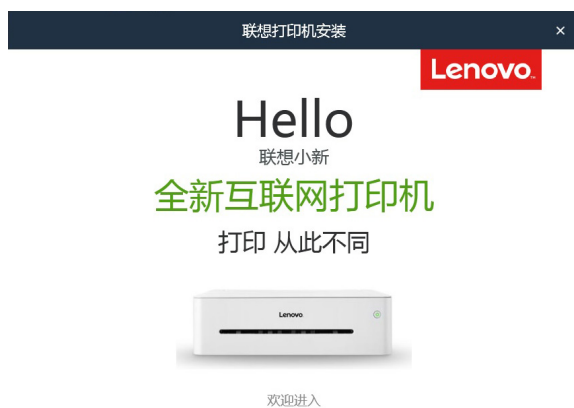 联想打印机安装
×
Lenovo
Hello
联想小新
全新互联网打印机
打印 从此不同
Lenovo
欢迎进入